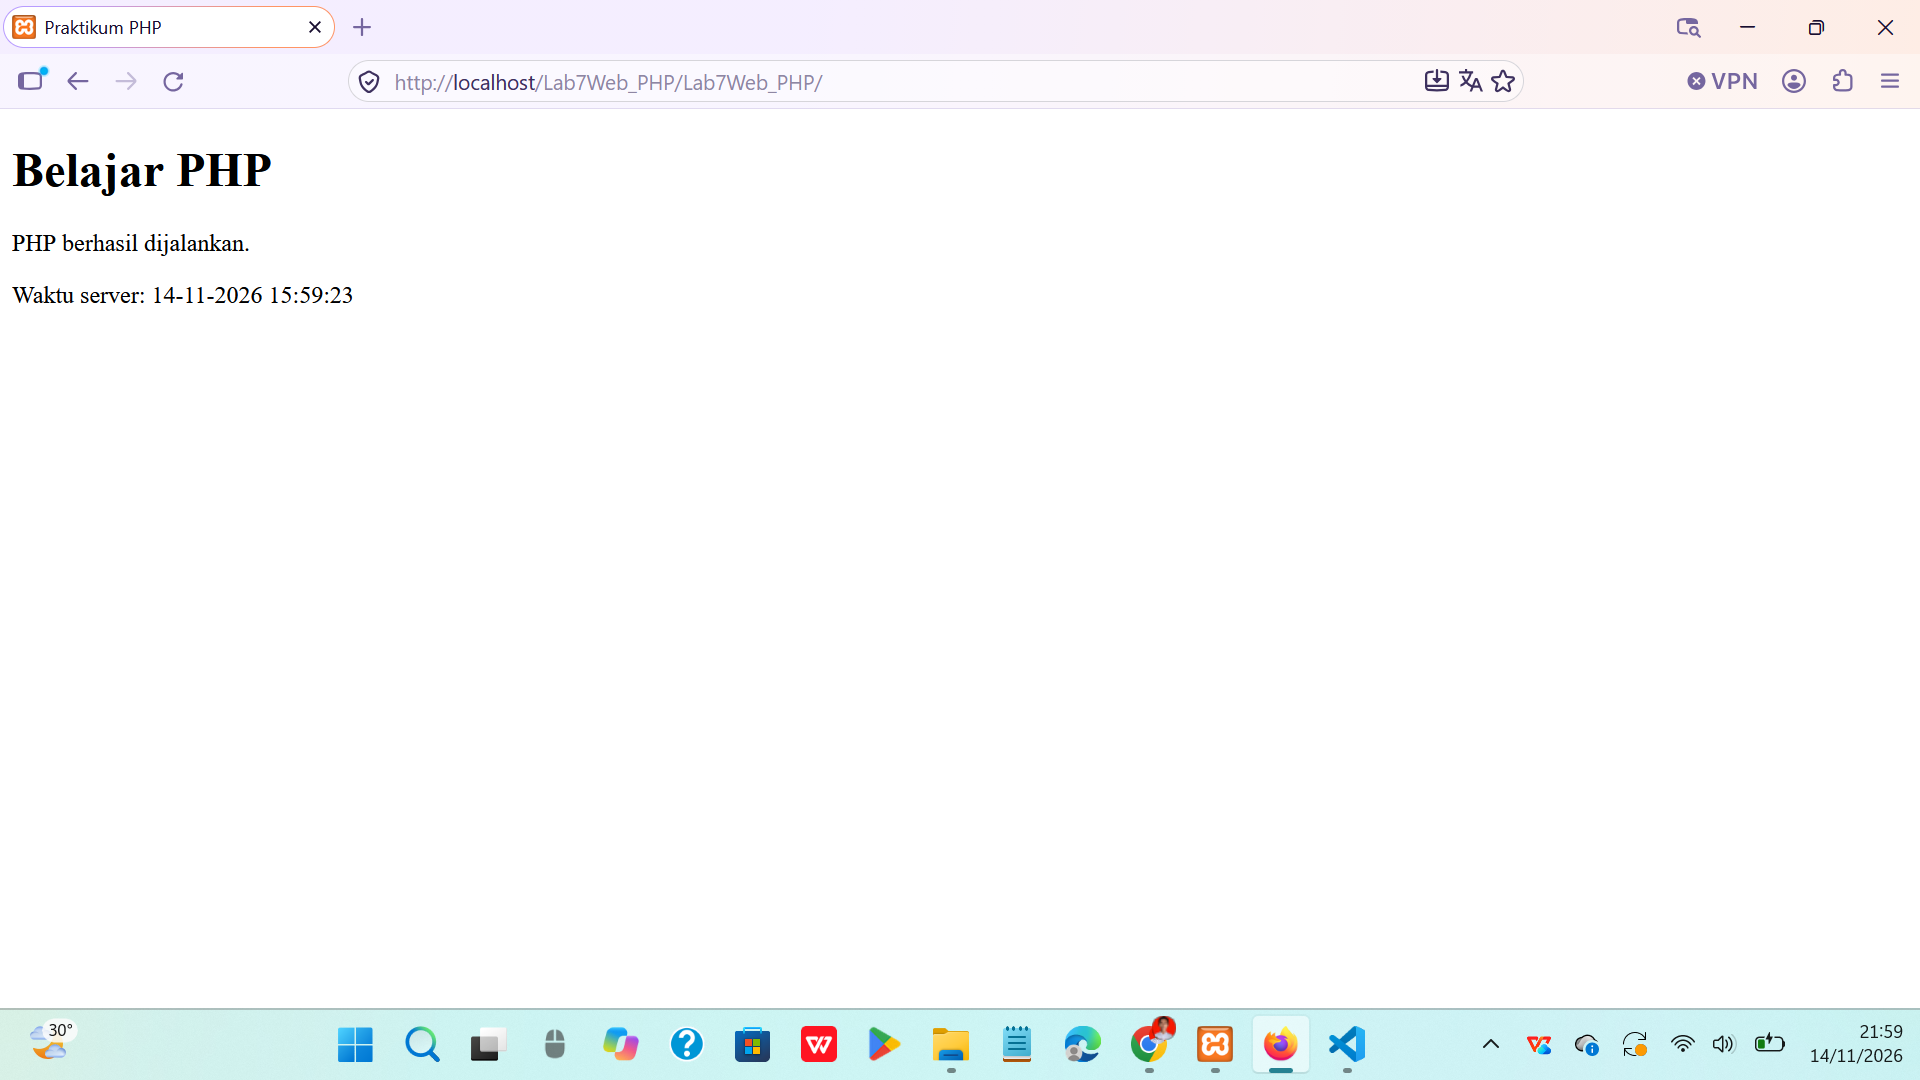 Praktikum PHP
http://localhost/Lab7Web_PHP/Lab7Web_PHP/
VPN
Belajar PHP
PHP berhasil dijalankan.
Waktu server: 14-11-2026 15:59:23
30°
21:59
14/11/2026